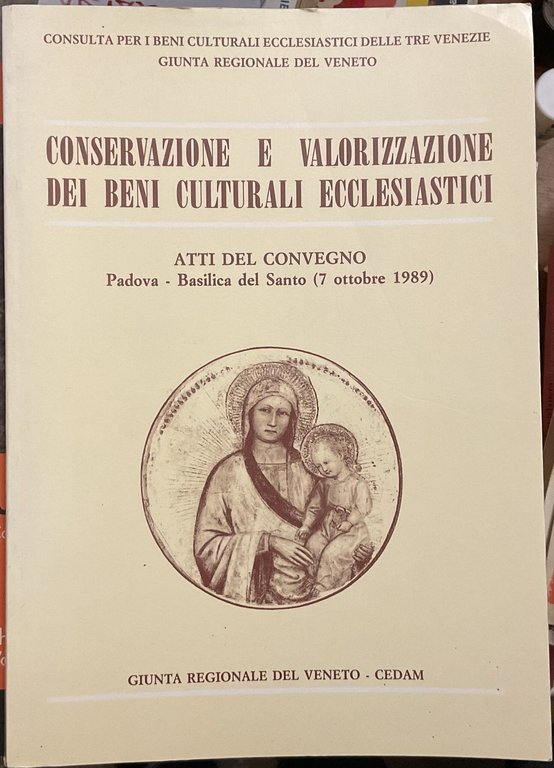 CONSULTA PER I BENI CULTURALI ECCLESIASTICI DELLE TRE VENEZIE
GIUNTA REGIONALE DEL VENETO
CONSERVAZIONE E VALORIZZAZIONE
DEI BENI CULTURALI ECCLESIASTICI
ATTI DEL CONVEGNO
Padova - Basilica del Santo (7 ottobre 1989)
GIUNTA REGIONALE DEL VENETO - CEDAM